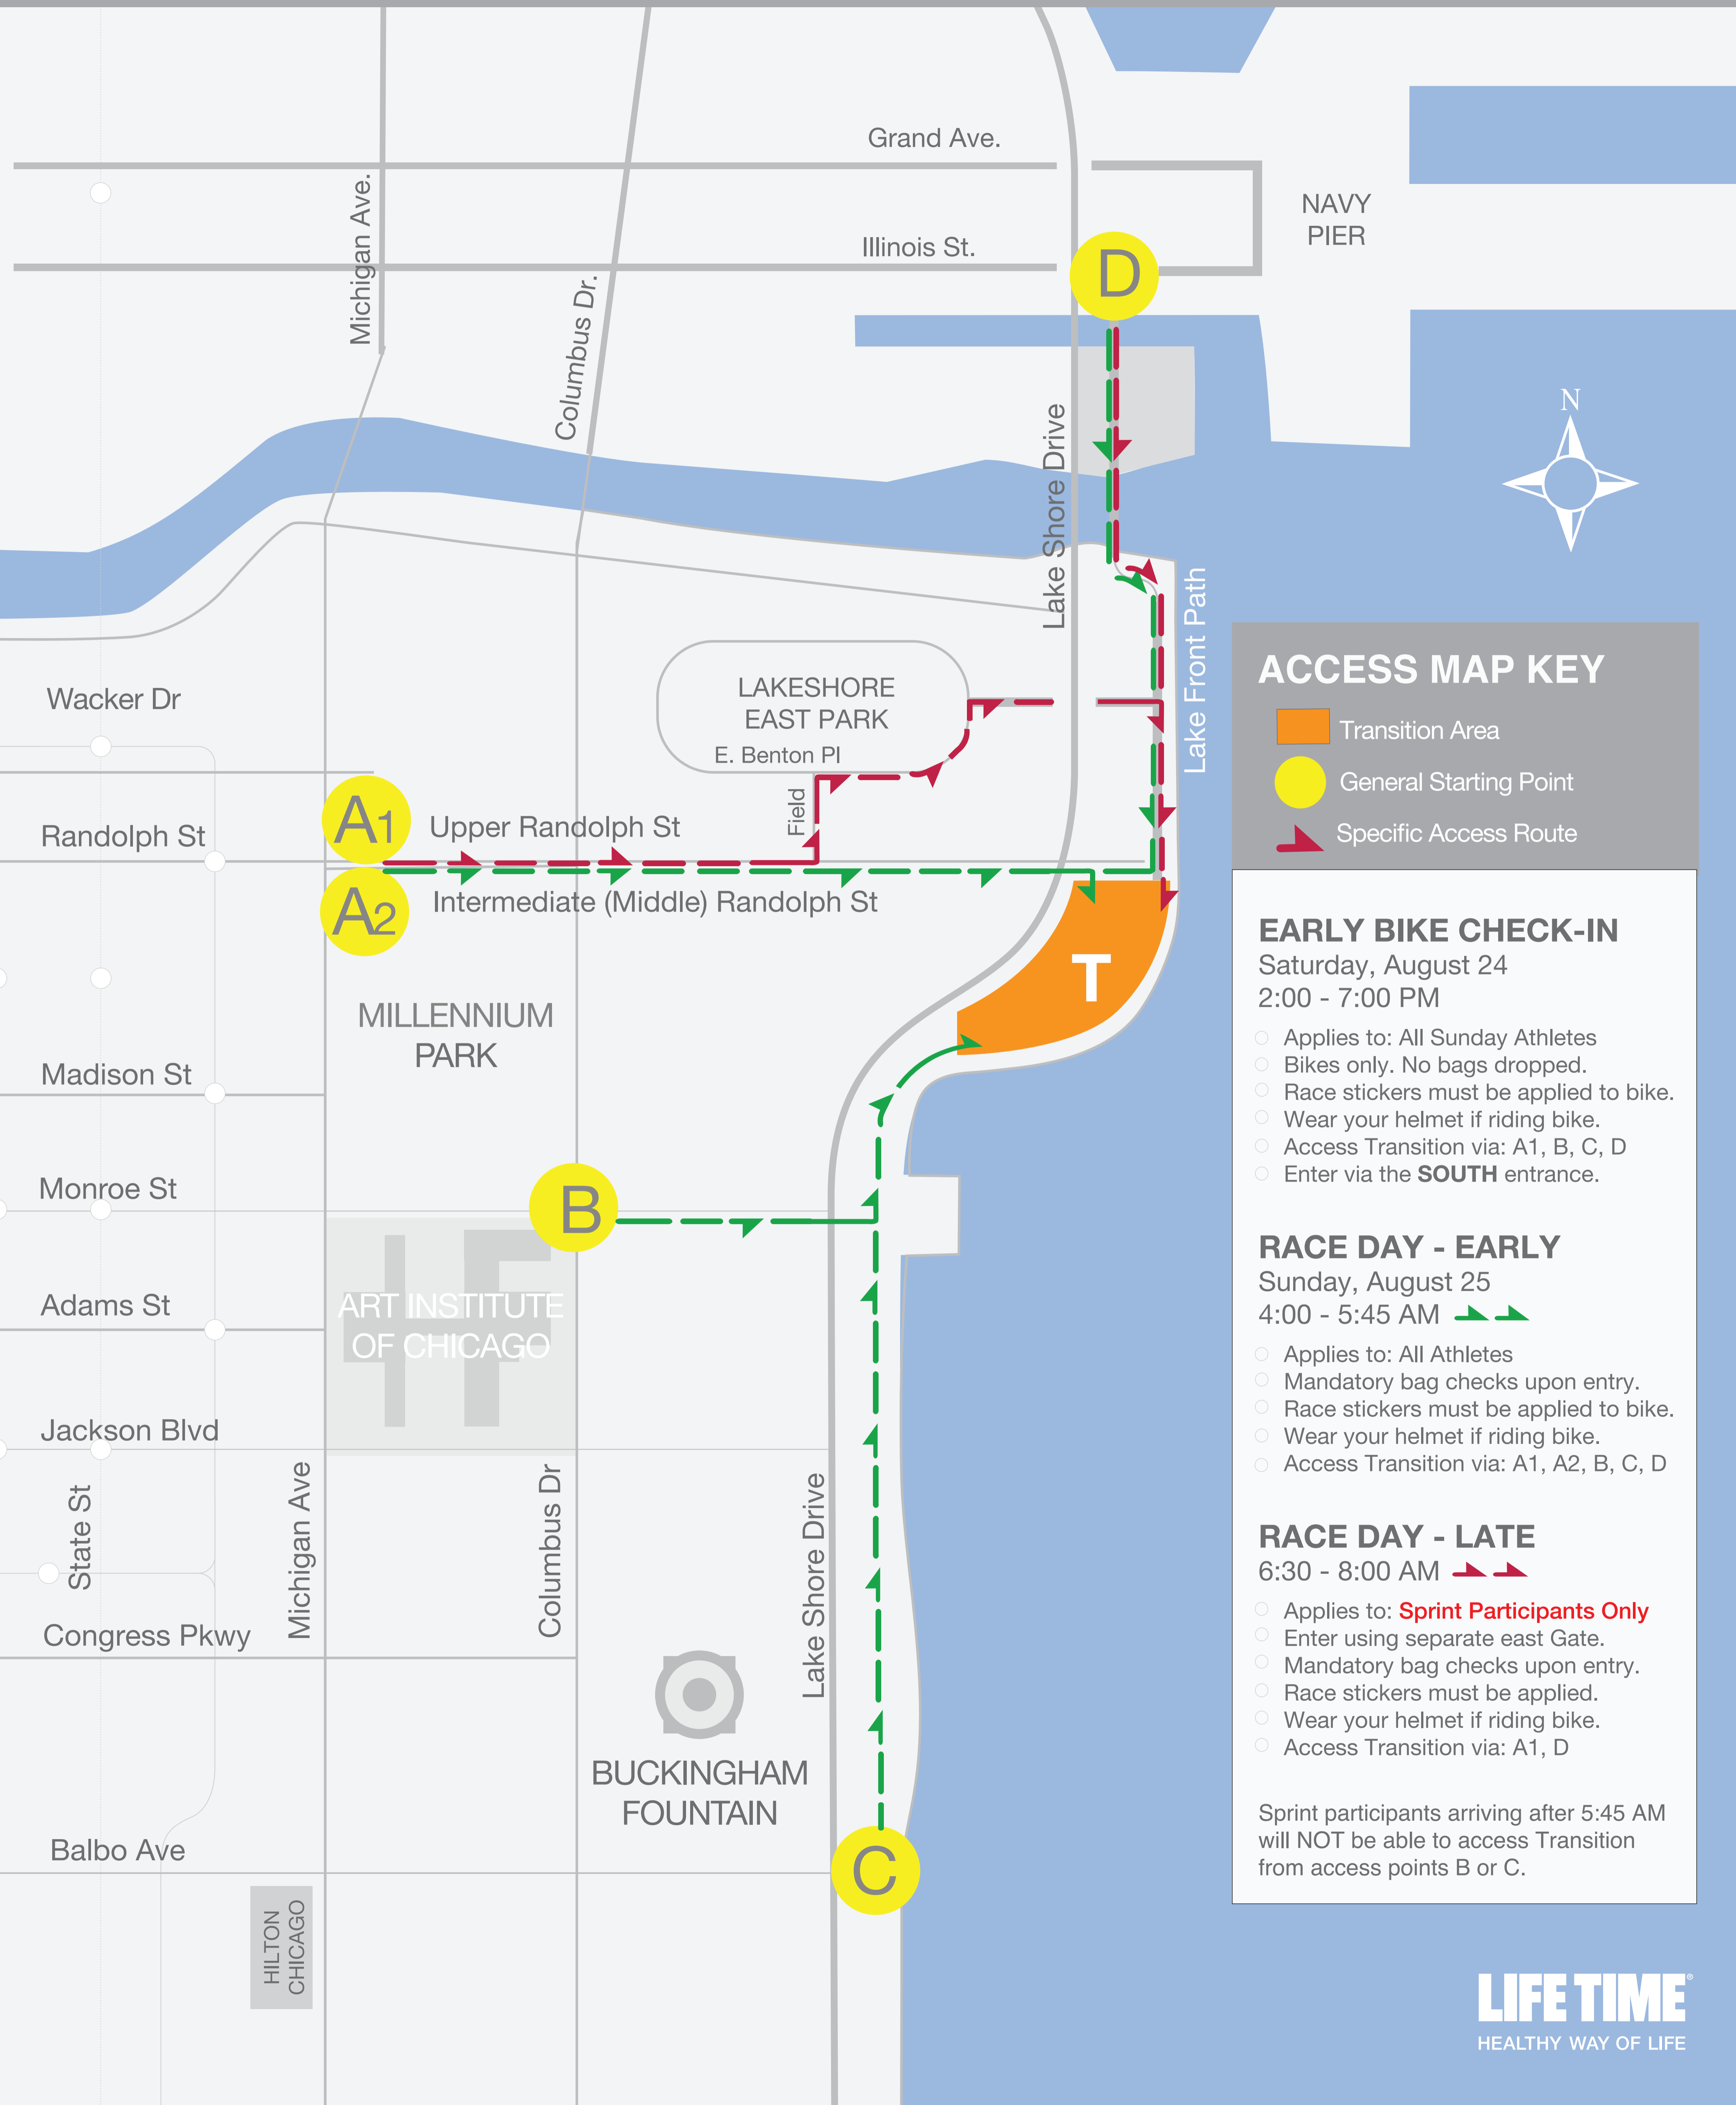 Grand Ave.
Michigan Ave.
NAVY
PIER
Illinois St.
D
Columbus Dr.
N
Lake Shore Drive
Lake Front Path
ACCESS MAP KEY
Transition Area
General Starting Point
Specific Access Route
Wacker Dr
LAKESHORE
EAST PARK
E. Benton Pl
Field
A1
Upper Randolph St
Randolph St
A2
Intermediate (Middle) Randolph St
T
MILLENNIUM
PARK
Madison St
Monroe St
B
Adams St
ART INSTITUTE
OF CHICAGO
Jackson Blvd
State St
Michigan Ave
Columbus Dr
Lake Shore Drive
Congress Pkwy
BUCKINGHAM
FOUNTAIN
Balbo Ave
C
HILTON
CHICAGO
EARLY BIKE CHECK-IN
Saturday, August 24
2:00 - 7:00 PM
Applies to: All Sunday Athletes
Bikes only. No bags dropped.
Race stickers must be applied to bike.
Wear your helmet if riding bike.
Access Transition via: A1, B, C, D
Enter via the SOUTH entrance.
RACE DAY - EARLY
Sunday, August 25
4:00 - 5:45 AM
Applies to: All Athletes
Mandatory bag checks upon entry.
Race stickers must be applied to bike.
Wear your helmet if riding bike.
Access Transition via: A1, A2, B, C, D
RACE DAY - LATE
6:30 - 8:00 AM
Applies to: Sprint Participants Only
Enter using separate east Gate.
Mandatory bag checks upon entry.
Race stickers must be applied.
Wear your helmet if riding bike.
Access Transition via: A1, D
Sprint participants arriving after 5:45 AM
will NOT be able to access Transition
from access points B or C.
LIFE TIME®
HEALTHY WAY OF LIFE